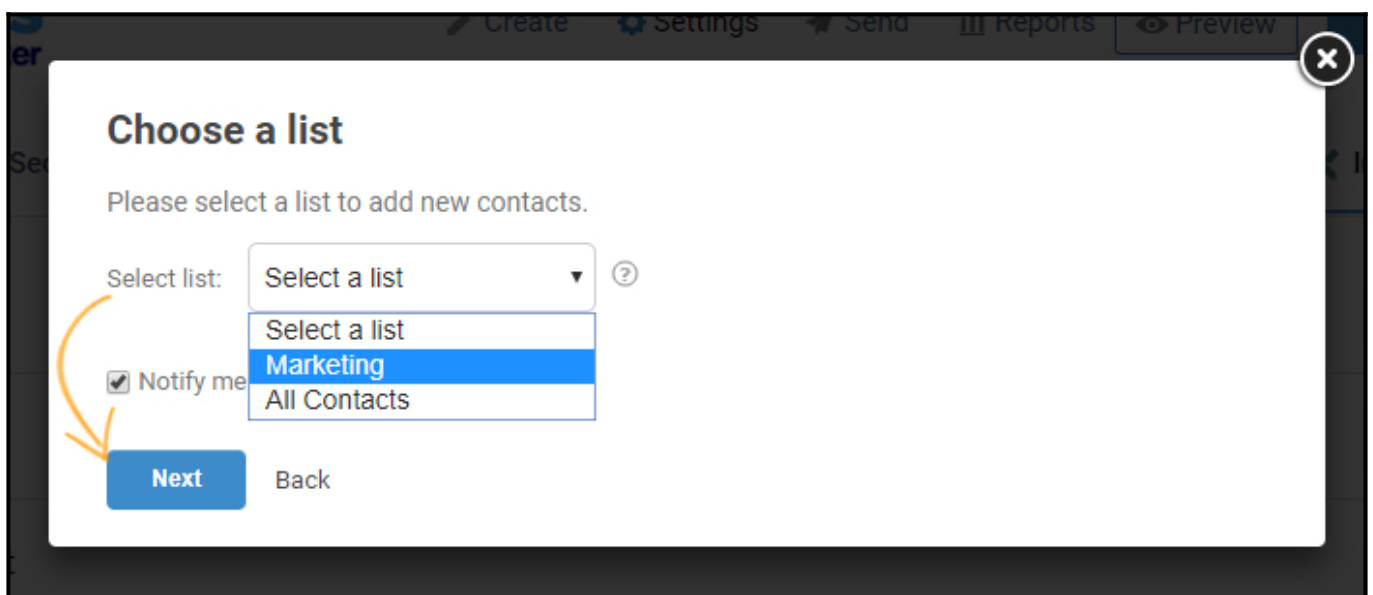 Create Settings Send Reports Preview
er
Choose a list
Please select a list to add new contacts.
Select list: Select a list
Select a list
Marketing
All Contacts
Notify me
Next Back